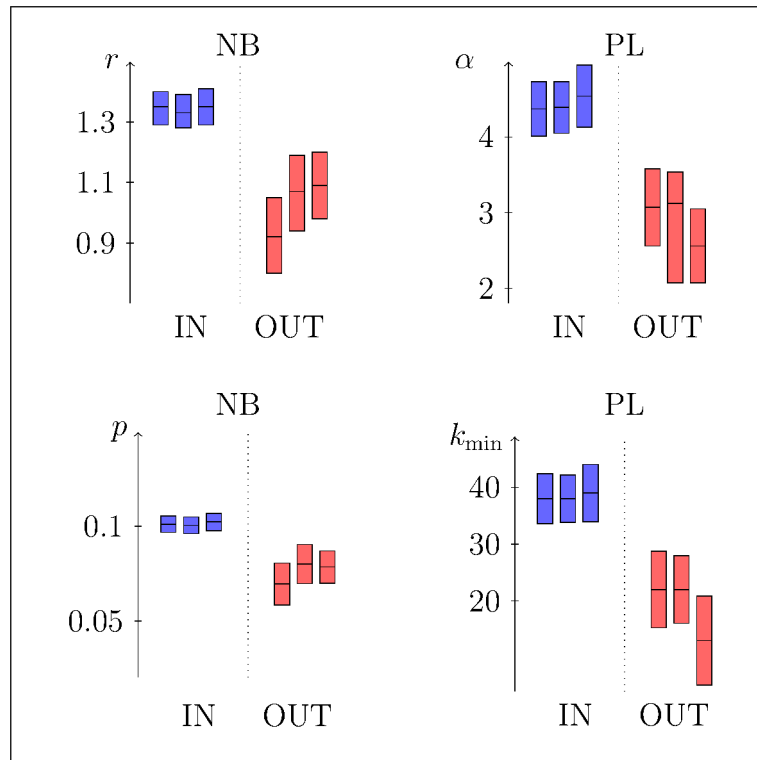 NB
r
1.3
1.1
0.9
IN OUT
PL
α
4
3
2
IN OUT
NB
p
0.1
0.05
IN OUT
PL
k_min
40
30
20
IN OUT